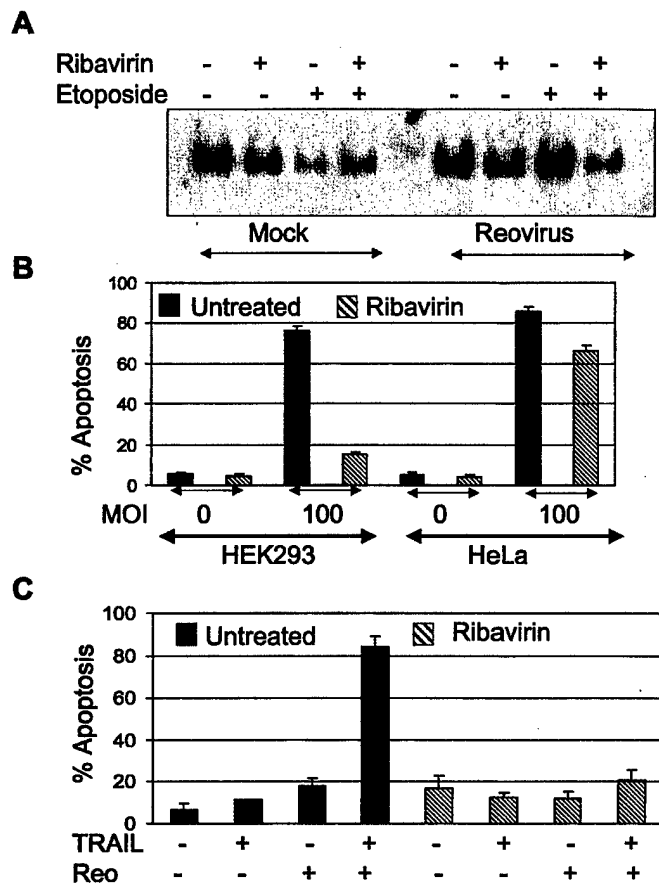 A
Ribavirin - + - + - + - +
Etoposide - - + + - - + +
Mock Reovirus
B
100
Untreated Ribavirin
80
60
40
20
0
% Apoptosis
MOI 0 100 0 100
HEK293 HeLa
C
100
Untreated Ribavirin
80
60
40
20
0
% Apoptosis
TRAIL - + - + - + - +
Reo - - + + - - + +